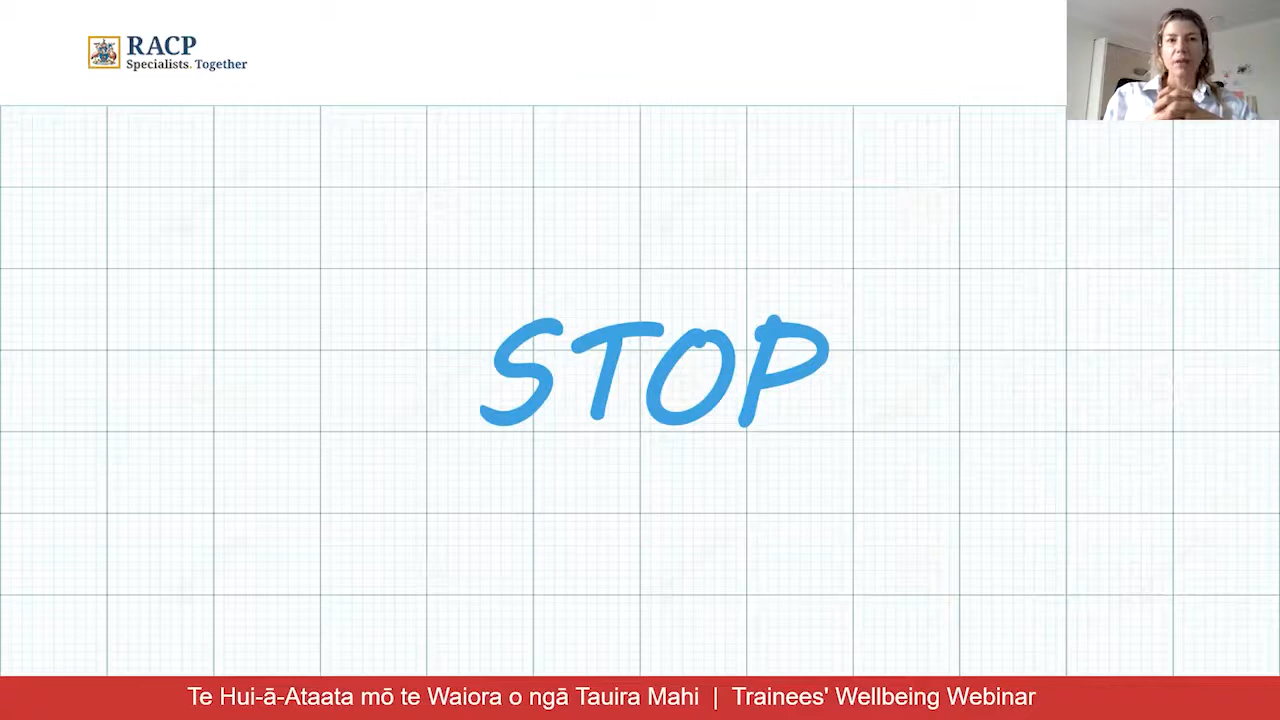 RACP
Specialists. Together
STOP
Te Hui-ā-Ataata mō te Waiora o ngā Tauira Mahi | Trainees' Wellbeing Webinar